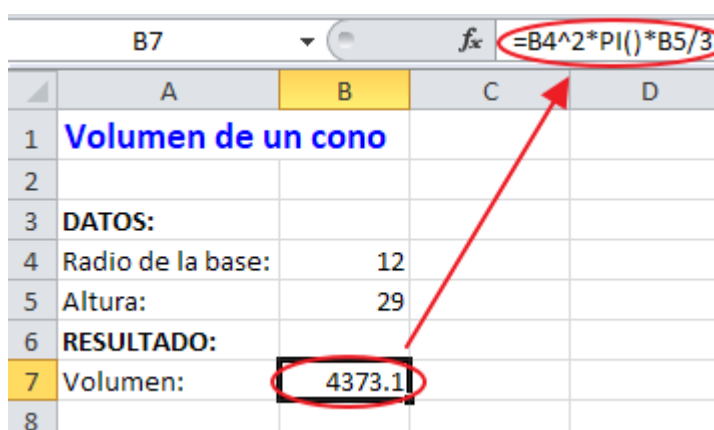 B7 fx =B4^2*PI()*B5/3
A B C D
1 Volumen de un cono
2
3 DATOS:
4 Radio de la base: 12
5 Altura: 29
6 RESULTADO:
7 Volumen: 4373.1
8